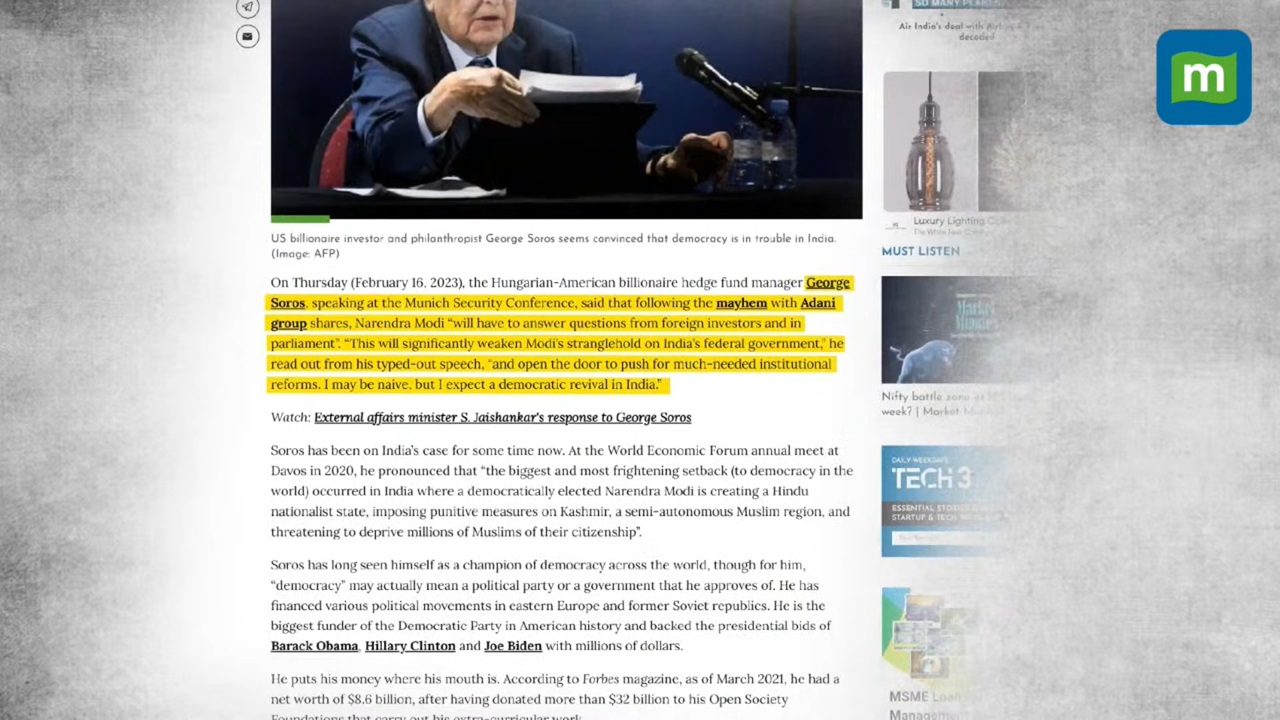 SO MANY PLANES
Air India's deal with
decoded
m
Luxury Lighting
US billionaire investor and philanthropist George Soros seems convinced that democracy is in trouble in India.
(Image: AFP)
MUST LISTEN
On Thursday (February 16, 2023), the Hungarian-American billionaire hedge fund manager George
Soros, speaking at the Munich Security Conference, said that following the mayhem with Adani
group shares, Narendra Modi “will have to answer questions from foreign investors and in
parliament”. “This will significantly weaken Modi’s stranglehold on India’s federal government,” he
read out from his typed-out speech, “and open the door to push for much-needed institutional
reforms. I may be naive, but I expect a democratic revival in India.”
Watch: External affairs minister S. Jaishankar's response to George Soros
Nifty battle zone
week? | Market
Soros has been on India’s case for some time now. At the World Economic Forum annual meet at
Davos in 2020, he pronounced that “the biggest and most frightening setback (to democracy in the
world) occurred in India where a democratically elected Narendra Modi is creating a Hindu
nationalist state, imposing punitive measures on Kashmir, a semi-autonomous Muslim region, and
threatening to deprive millions of Muslims of their citizenship”.
DAILY-WEEKDAYS
TECH3
ESSENTIAL
STARTUP & TECH
Soros has long seen himself as a champion of democracy across the world, though for him,
“democracy” may actually mean a political party or a government that he approves of. He has
financed various political movements in eastern Europe and former Soviet republics. He is the
biggest funder of the Democratic Party in American history and backed the presidential bids of
Barack Obama, Hillary Clinton and Joe Biden with millions of dollars.
He puts his money where his mouth is. According to Forbes magazine, as of March 2021, he had a
net worth of $8.6 billion, after having donated more than $32 billion to his Open Society
Foundations that carry out his extra-curricular work.
MSME Loan